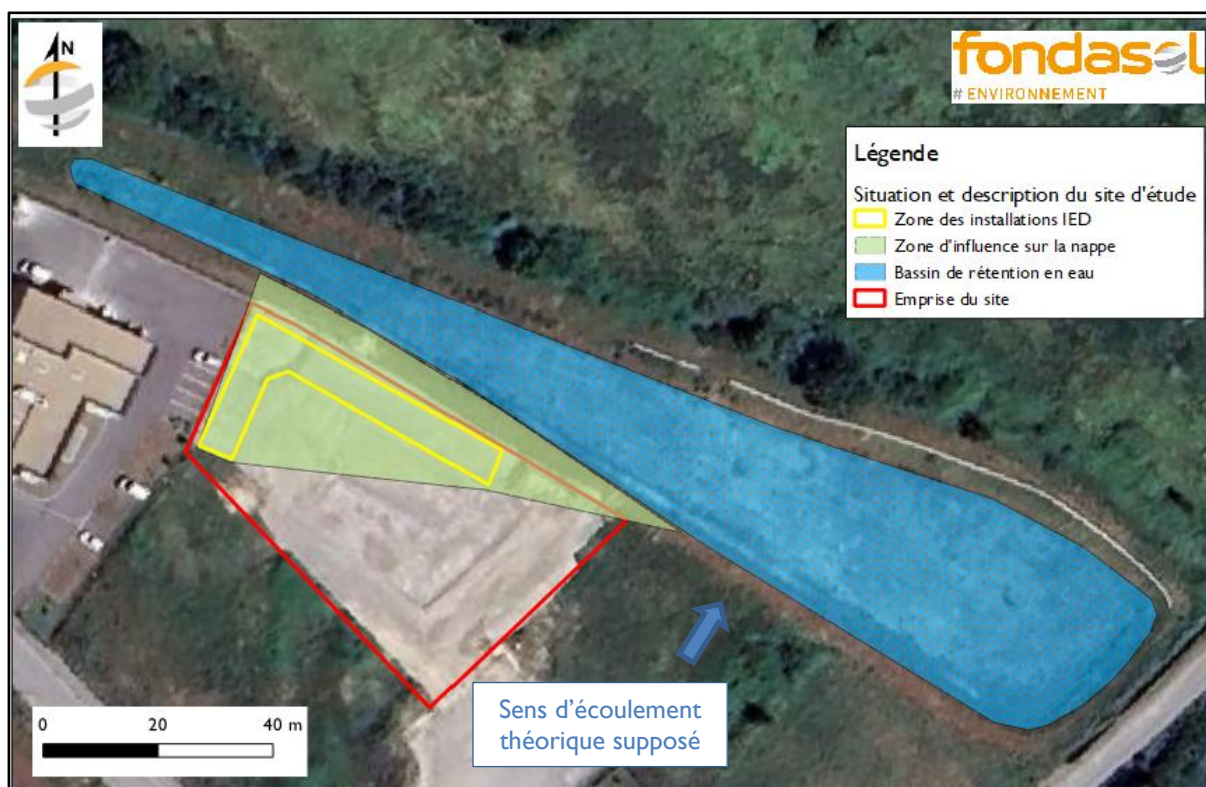 N
fondasol
# ENVIRONNEMENT
Légende
Situation et description du site d'étude
Zone des installations IED
Zone d'influence sur la nappe
Bassin de rétention en eau
Emprise du site
Sens d'écoulement
théorique supposé
0 20 40 m